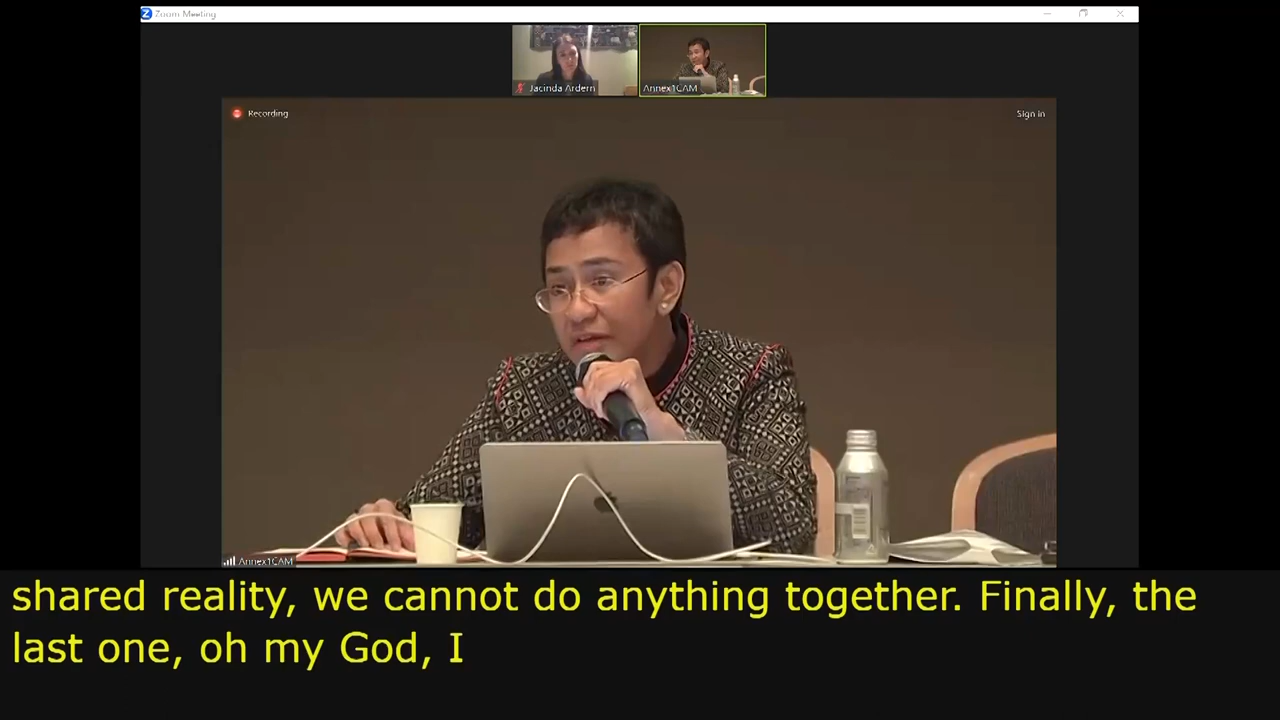 Zoom Meeting
Jacinda Ardern
Annex1CAM
Recording
Sign in
Annex1CAM
shared reality, we cannot do anything together. Finally, the
last one, oh my God, I